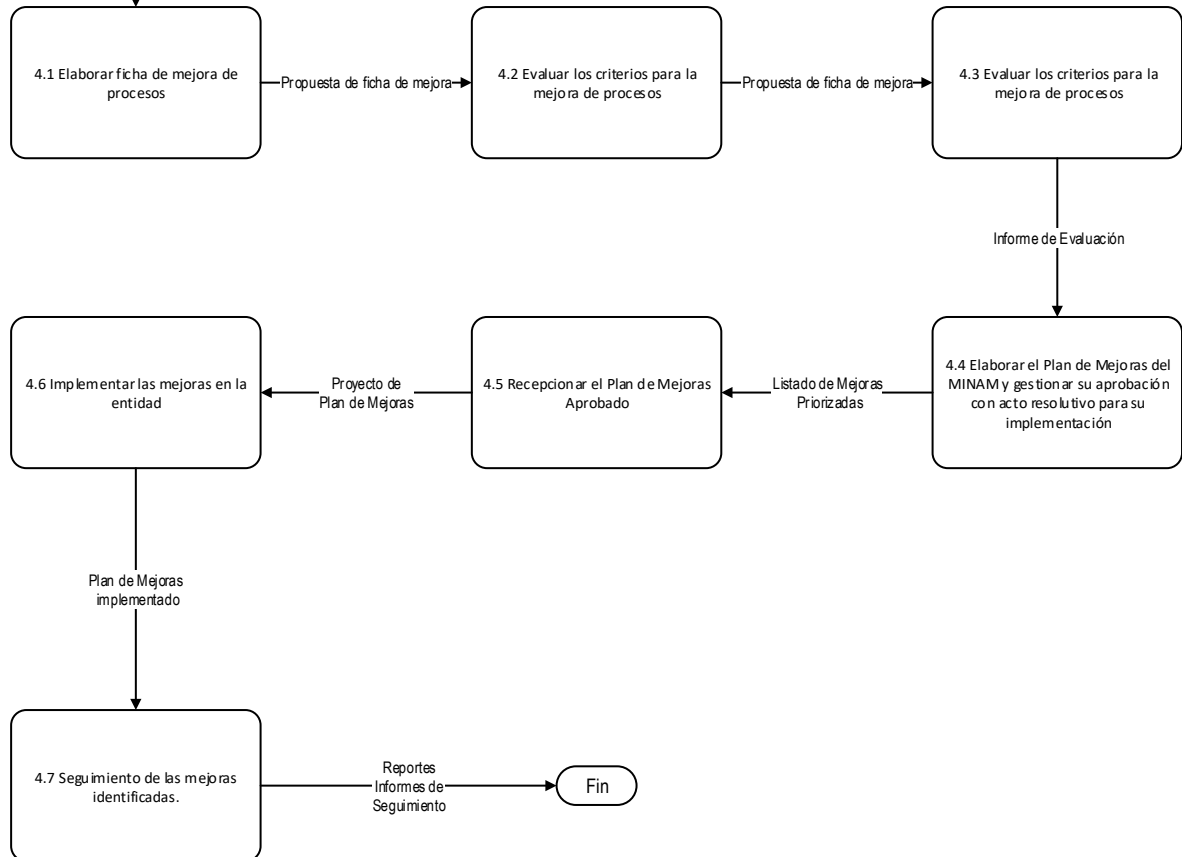 4.1 Elaborar ficha de mejora de
procesos
Propuesta de ficha de mejora
4.2 Evaluar los criterios para la
mejora de procesos
Propuesta de ficha de mejora
4.3 Evaluar los criterios para la
mejora de procesos
Informe de Evaluación
4.4 Elaborar el Plan de Mejoras del
MINAM y gestionar su aprobación
con acto resolutivo para su
implementación
Listado de Mejoras
Priorizadas
4.5 Recepcionar el Plan de Mejoras
Aprobado
Proyecto de
Plan de Mejoras
4.6 Implementar las mejoras en la
entidad
Plan de Mejoras
implementado
4.7 Seguimiento de las mejoras
identificadas.
Reportes
Informes de
Seguimiento
Fin